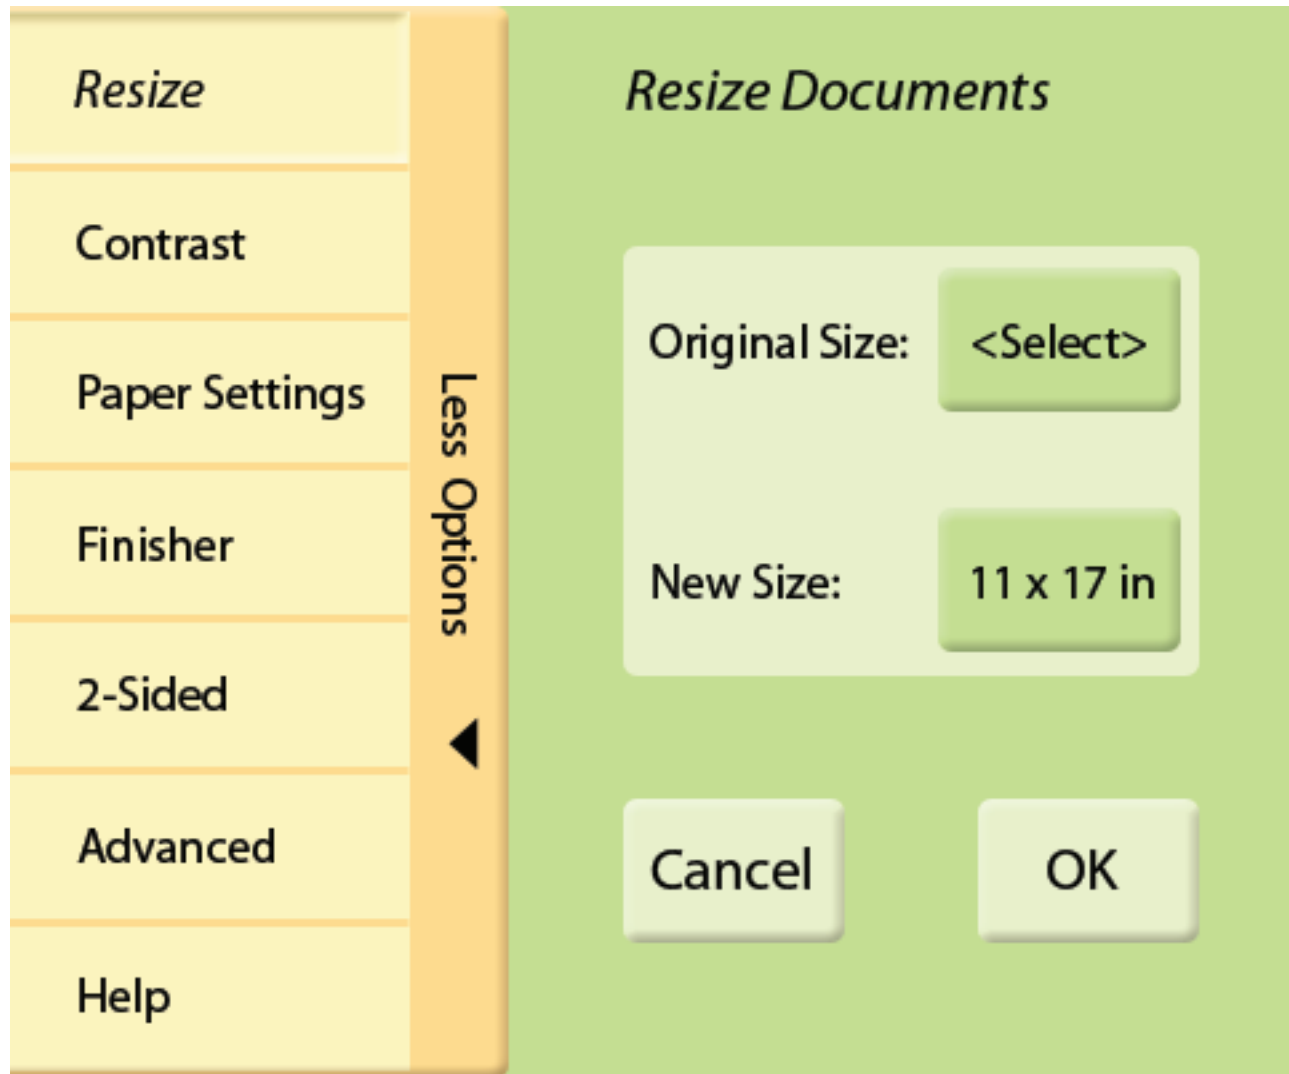 Resize
Contrast
Paper Settings
Finisher
2-Sided
Advanced
Help
Less Options
Resize Documents
Original Size: <Select>
New Size: 11 x 17 in
Cancel
OK